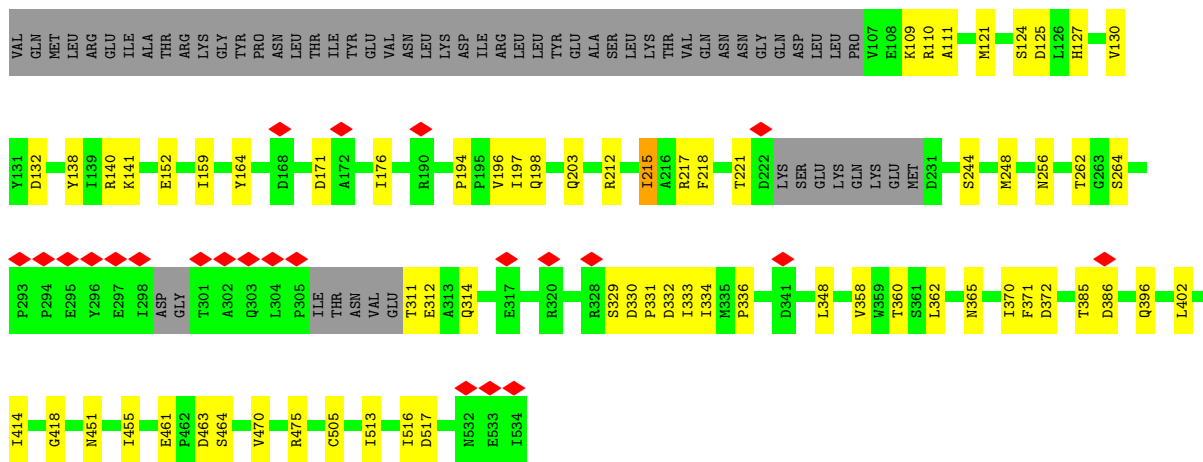 VAL GLN MET LEU ARG GLU ILE ALA THR ARG LYS GLY TYR PRO ASN LEU THR ILE TYR GLU VAL ASN LEU LYS ASP ILE ARG LEU LEU TYR GLU ALA SER LEU LYS THR VAL GLN ASN ASN GLY GLN ASP LEU LEU PRO V107 E108 K109 R110 A111 M121 S124 D125 L126 H127 V130
Y131 D132 Y138 I139 R140 K141 E152 I159 Y164 D168 D171 A172 I176 R190 P194 P195 V196 I197 Q198 Q203 R212 I215 A216 R217 F218 T221 D222 LYS SER GLU LYS GLN LYS GLU MET D231 S244 M248 N256 T262 G263 S264
P293 P294 E295 Y296 E297 I298 ASP GLY T301 A302 Q303 L304 P305 ILE THR ASN VAL GLU T311 E312 A313 Q314 E317 R320 R328 S329 D330 P331 D332 I333 I334 M335 P336 D341 L348 V358 W359 T360 S361 L362 N365 I370 F371 D372 T385 D386 Q396 L402
I414 G418 N451 I455 E461 P462 D463 S464 V470 R475 C505 I513 I516 D517 N532 E533 I534